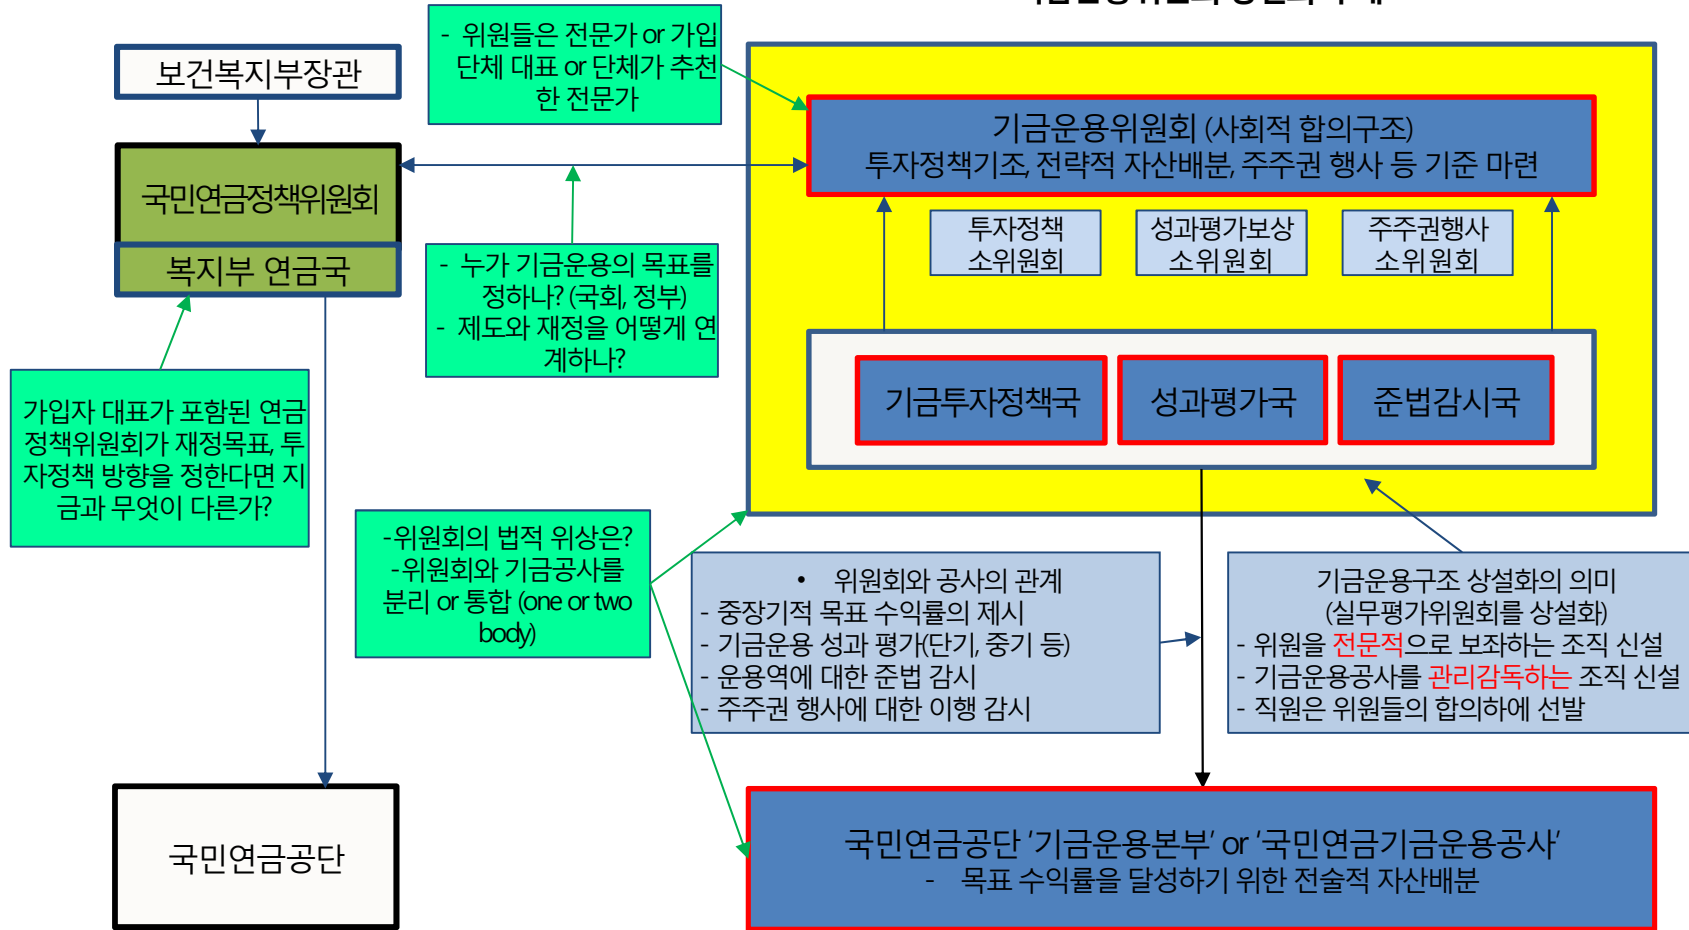 - 위원들은 전문가 or 가입
단체 대표 or 단체가 추천
한 전문가
보건복지부장관
기금운용위원회 (사회적 합의구조)
투자정책기조, 전략적 자산배분, 주주권 행사 등 기준 마련
국민연금정책위원회
복지부 연금국
투자정책
소위원회
성과평가보상
소위원회
주주권행사
소위원회
- 누가 기금운용의 목표를
정하나? (국회, 정부)
- 제도와 재정을 어떻게 연
계하나?
기금투자정책국
성과평가국
준법감시국
가입자 대표가 포함된 연금
정책위원회가 재정목표, 투
자정책 방향을 정한다면 지
금과 무엇이 다른가?
-위원회의 법적 위상은?
-위원회와 기금공사를
분리 or 통합 (one or two
body)
• 위원회와 공사의 관계
- 중장기적 목표 수익률의 제시
- 기금운용 성과 평가(단기, 중기 등)
- 운용역에 대한 준법 감시
- 주주권 행사에 대한 이행 감시
기금운용구조 상설화의 의미
(실무평가위원회를 상설화)
- 위원을 전문적으로 보좌하는 조직 신설
- 기금운용공사를 관리감독하는 조직 신설
- 직원은 위원들의 합의하에 선발
국민연금공단
국민연금공단 ‘기금운용본부’ or ‘국민연금기금운용공사’
- 목표 수익률을 달성하기 위한 전술적 자산배분